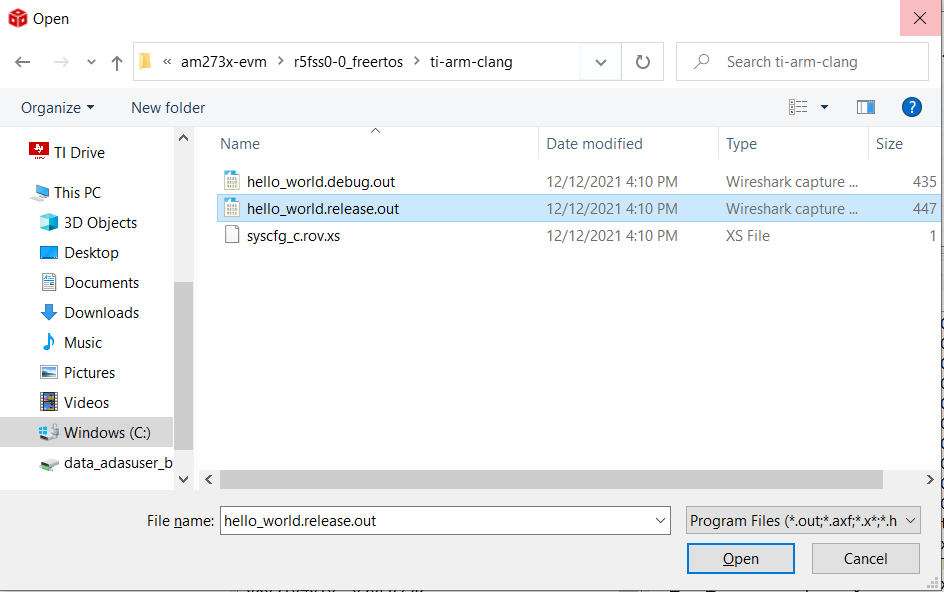 Open
« am273x-evm > r5fss0-0_freertos > ti-arm-clang
Search ti-arm-clang
Organize
New folder
?
Name Date modified Type Size
TI Drive
This PC
3D Objects
Desktop
Documents
Downloads
Music
Pictures
Videos
Windows (C:)
data_adasuser_b
hello_world.debug.out 12/12/2021 4:10 PM Wireshark capture ... 435
hello_world.release.out 12/12/2021 4:10 PM Wireshark capture ... 447
syscfg_c.rov.xs 12/12/2021 4:10 PM XS File 1
File name: hello_world.release.out
Program Files (*.out;*.axf;*.x*;*.h
Open
Cancel